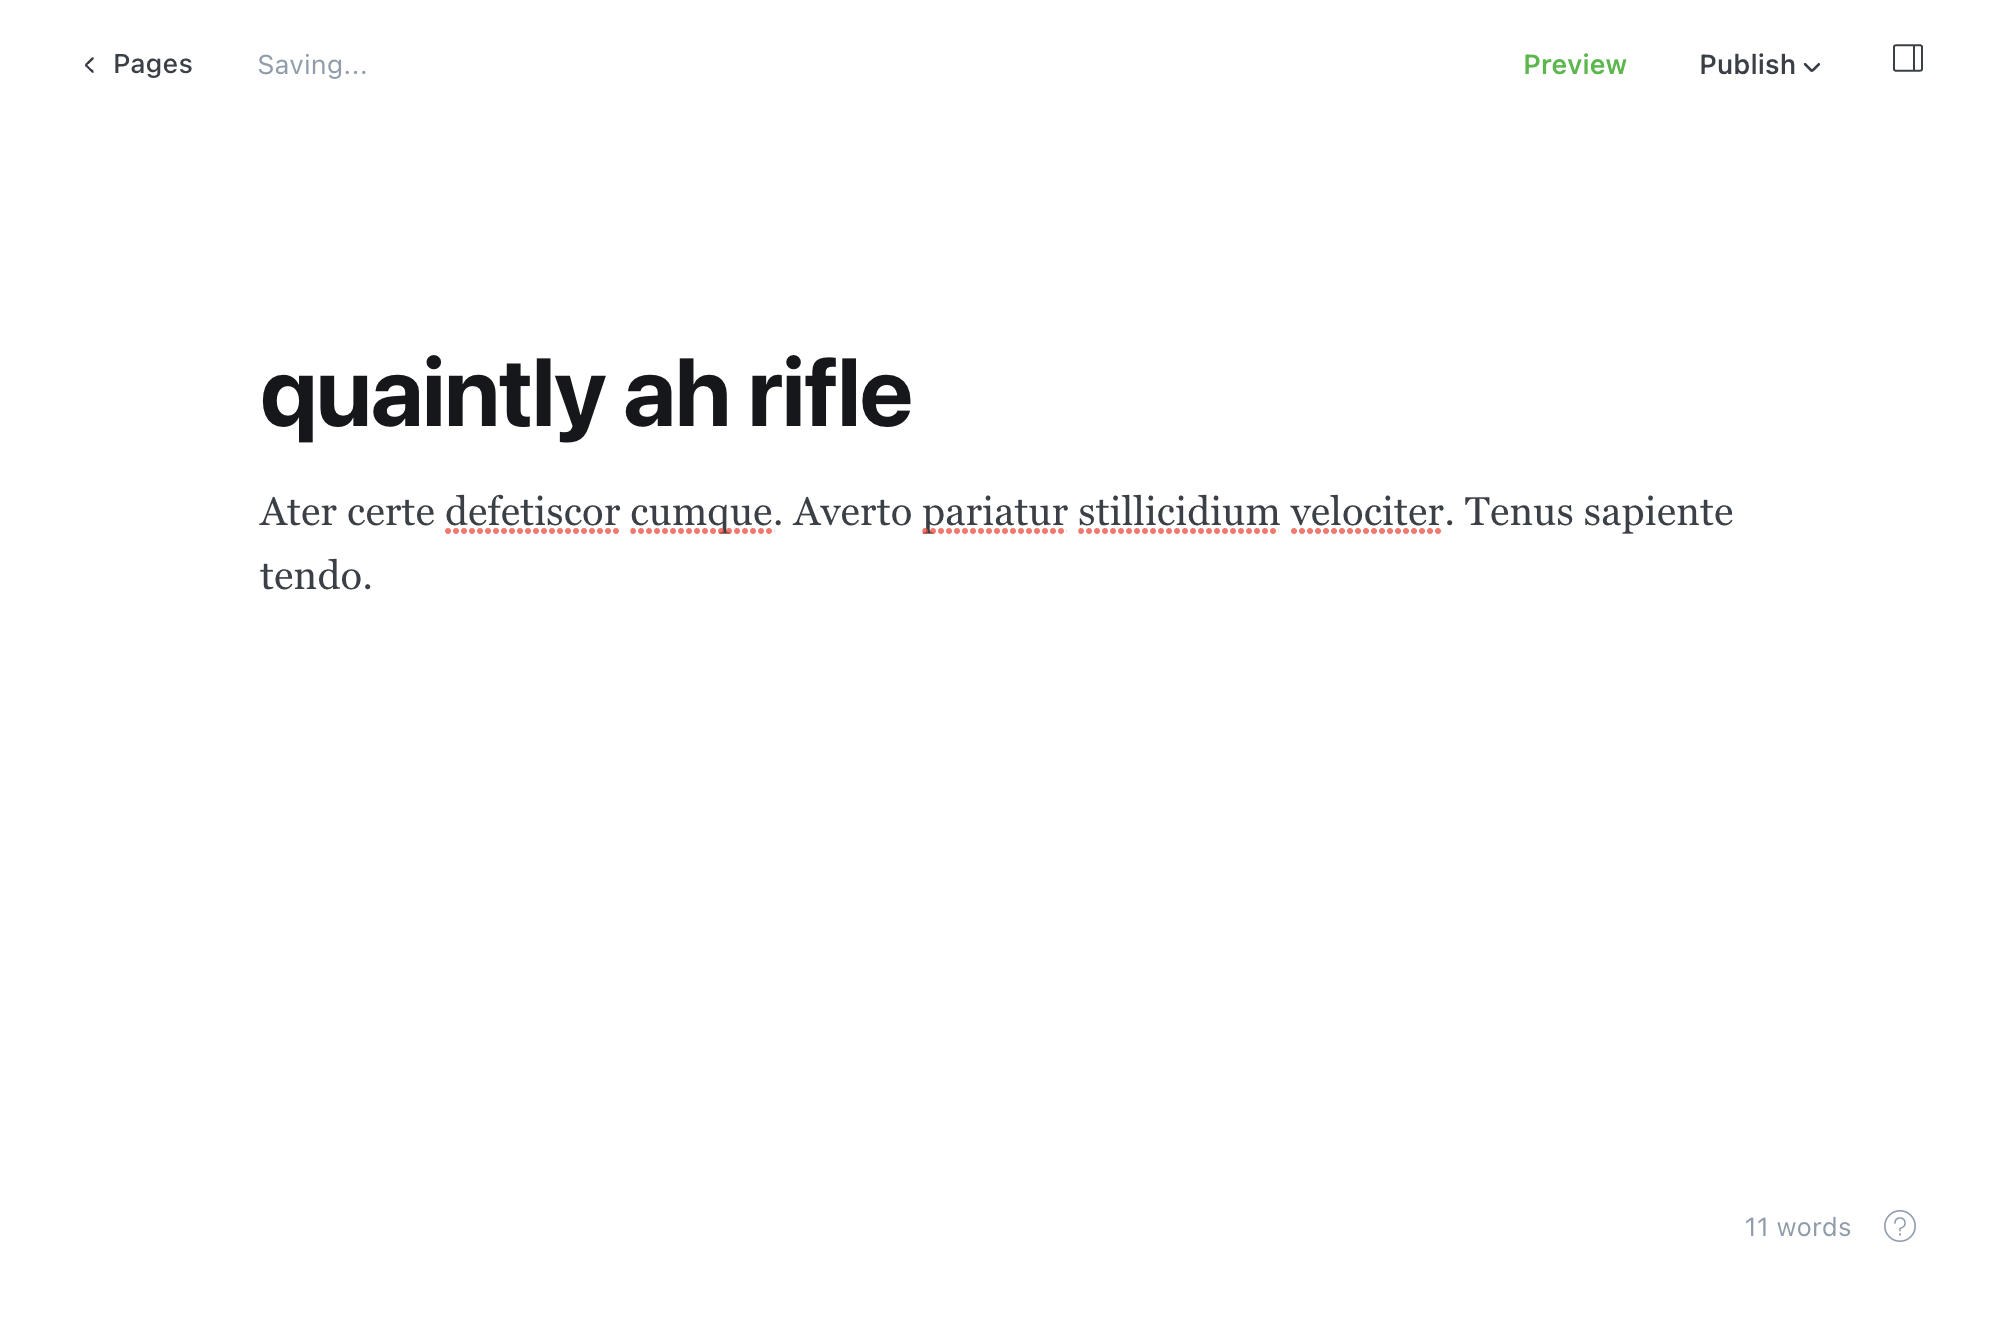 Pages
Saving...
Preview
Publish
quaintly ah rifle
Ater certe defetiscor cumque. Averto pariatur stillicidium velociter. Tenus sapiente
tendo.
11 words
?